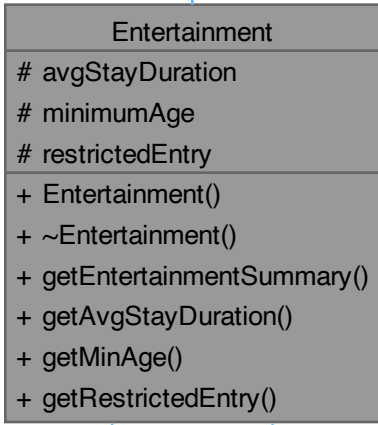 Entertainment
# avgStayDuration
# minimumAge
# restrictedEntry
+ Entertainment()
+ ~Entertainment()
+ getEntertainmentSummary()
+ getAvgStayDuration()
+ getMinAge()
+ getRestrictedEntry()